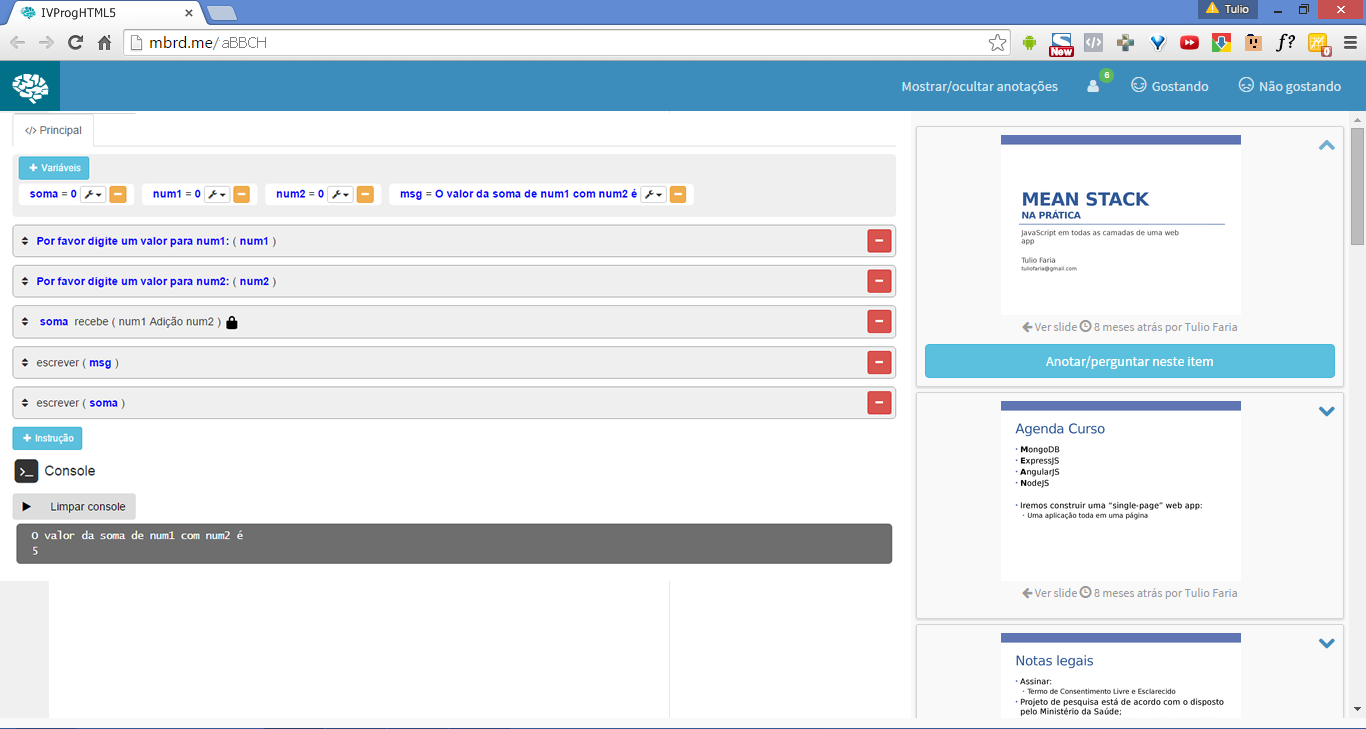 IVProgHTML5
Tulio
mbrd.me/aBBCH
New
f?
0
Mostrar/ocultar anotações
6
Gostando
Não gostando
</> Principal
+ Variáveis
soma = 0
num1 = 0
num2 = 0
msg = O valor da soma de num1 com num2 é
Por favor digite um valor para num1: ( num1 )
Por favor digite um valor para num2: ( num2 )
soma recebe ( num1 Adição num2 )
escrever ( msg )
escrever ( soma )
+ Instrução
>_ Console
Limpar console
O valor da soma de num1 com num2 é
5
MEAN STACK
NA PRÁTICA
JavaScript em todas as camadas de uma web
app
Tulio Faria
tuliofaria@gmail.com
Ver slide 8 meses atrás por Tulio Faria
Anotar/perguntar neste item
Agenda Curso
• MongoDB
• ExpressJS
• AngularJS
• NodeJS
• Iremos construir uma “single-page” web app:
• Uma aplicação toda em uma página
Ver slide 8 meses atrás por Tulio Faria
Notas legais
• Assinar:
• Termo de Consentimento Livre e Esclarecido
• Projeto de pesquisa está de acordo com o disposto
pelo Ministério da Saúde;